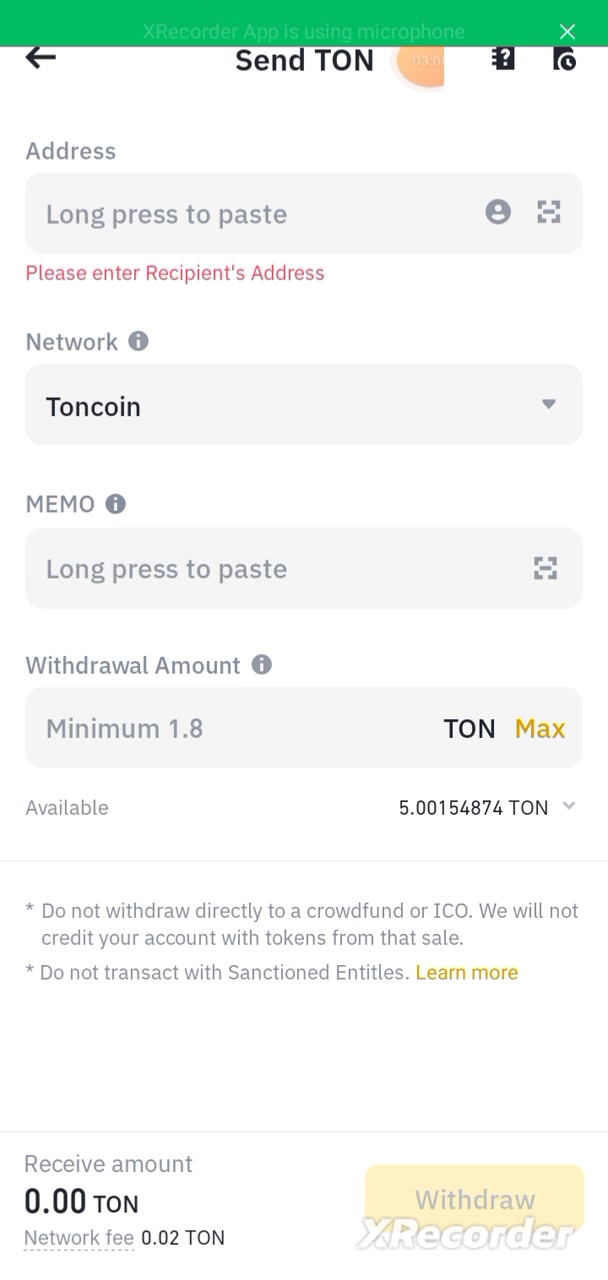 XRecorder App is using microphone
Send TON
Address
Long press to paste
Please enter Recipient's Address
Network
Toncoin
MEMO
Long press to paste
Withdrawal Amount
Minimum 1.8 TON Max
Available 5.00154874 TON
* Do not withdraw directly to a crowdfund or ICO. We will not
credit your account with tokens from that sale.
* Do not transact with Sanctioned Entitles. Learn more
Receive amount
0.00 TON
Withdraw
Network fee 0.02 TON
XRecorder